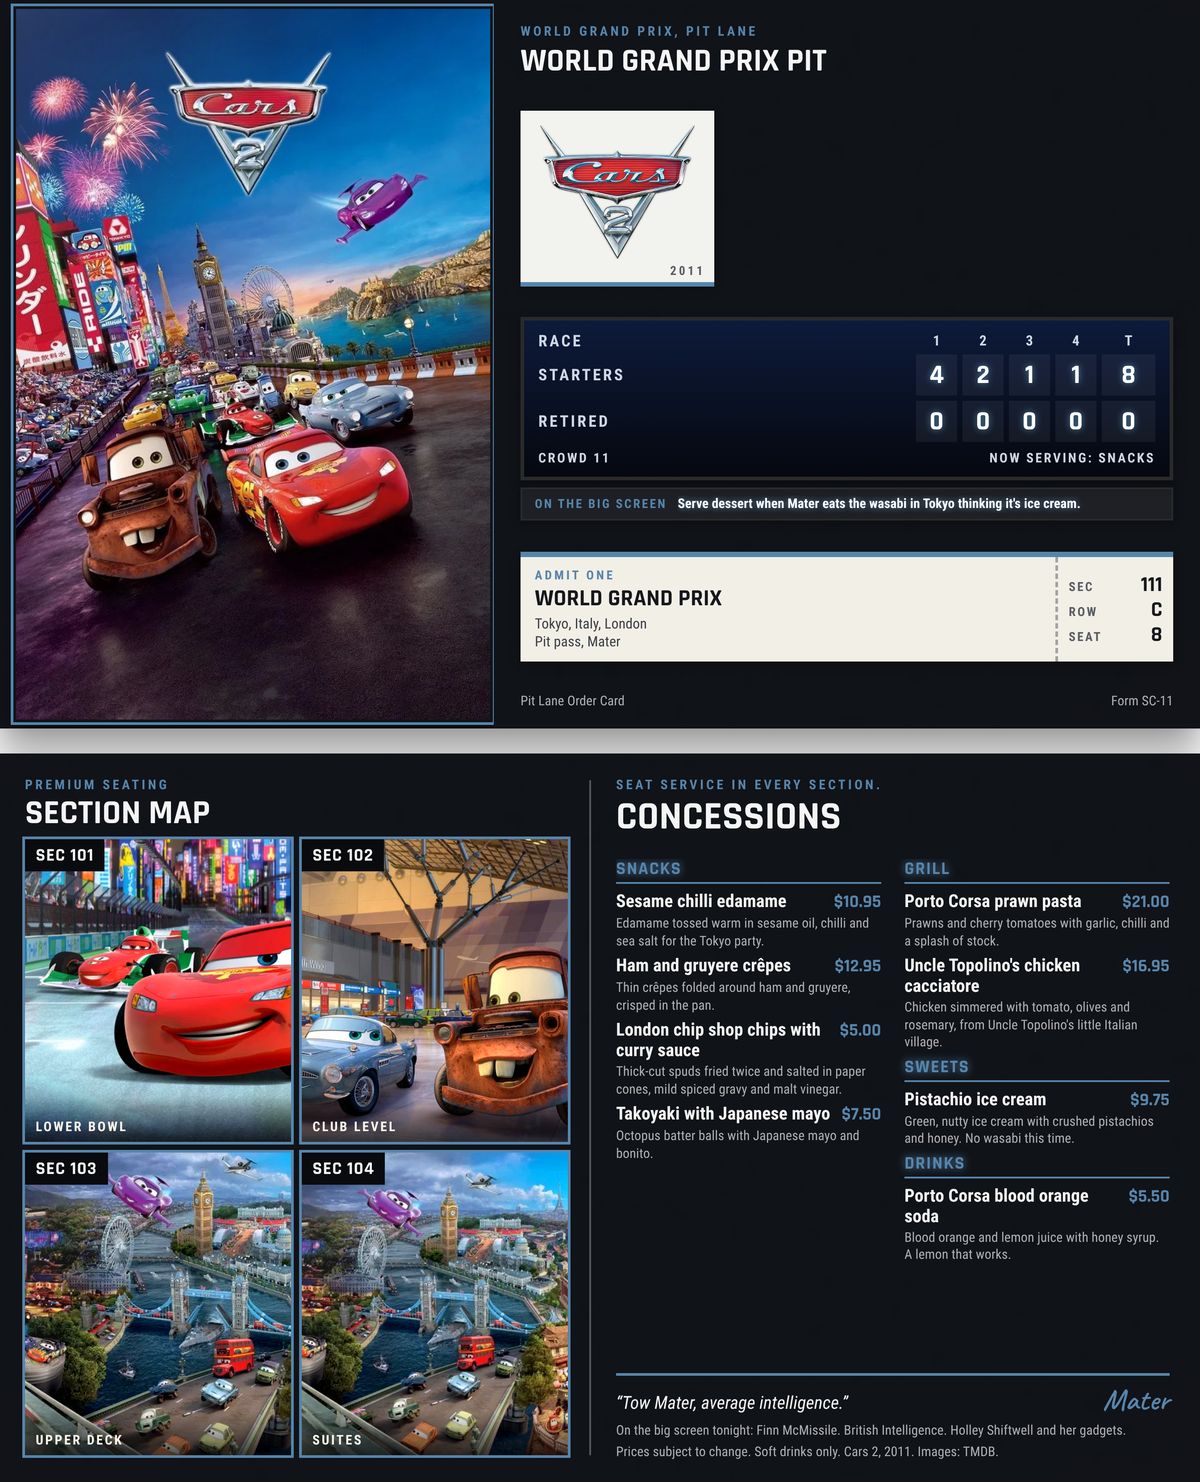 Cars
2
リンダー
炭酸飲料水
RIDE
WORLD GRAND PRIX, PIT LANE
WORLD GRAND PRIX PIT
Cars
2
2011
RACE 1 2 3 4 T
STARTERS 4 2 1 1 8
RETIRED 0 0 0 0 0
CROWD 11 NOW SERVING: SNACKS
ON THE BIG SCREEN Serve dessert when Mater eats the wasabi in Tokyo thinking it's ice cream.
ADMIT ONE
WORLD GRAND PRIX
Tokyo, Italy, London
Pit pass, Mater
SEC 111
ROW C
SEAT 8
Pit Lane Order Card Form SC-11
PREMIUM SEATING
SECTION MAP
SEC 101
LOWER BOWL
SEC 102
CLUB LEVEL
SEC 103
UPPER DECK
SEC 104
SUITES
SEAT SERVICE IN EVERY SECTION.
CONCESSIONS
SNACKS
Sesame chilli edamame $10.95
Edamame tossed warm in sesame oil, chilli and
sea salt for the Tokyo party.
Ham and gruyere crêpes $12.95
Thin crêpes folded around ham and gruyere,
crisped in the pan.
London chip shop chips with $5.00
curry sauce
Thick-cut spuds fried twice and salted in paper
cones, mild spiced gravy and malt vinegar.
Takoyaki with Japanese mayo $7.50
Octopus batter balls with Japanese mayo and
bonito.
GRILL
Porto Corsa prawn pasta $21.00
Prawns and cherry tomatoes with garlic, chilli and
a splash of stock.
Uncle Topolino's chicken $16.95
cacciatore
Chicken simmered with tomato, olives and
rosemary, from Uncle Topolino's little Italian
village.
SWEETS
Pistachio ice cream $9.75
Green, nutty ice cream with crushed pistachios
and honey. No wasabi this time.
DRINKS
Porto Corsa blood orange $5.50
soda
Blood orange and lemon juice with honey syrup.
A lemon that works.
“Tow Mater, average intelligence.” Mater
On the big screen tonight: Finn McMissile. British Intelligence. Holley Shiftwell and her gadgets.
Prices subject to change. Soft drinks only. Cars 2, 2011. Images: TMDB.